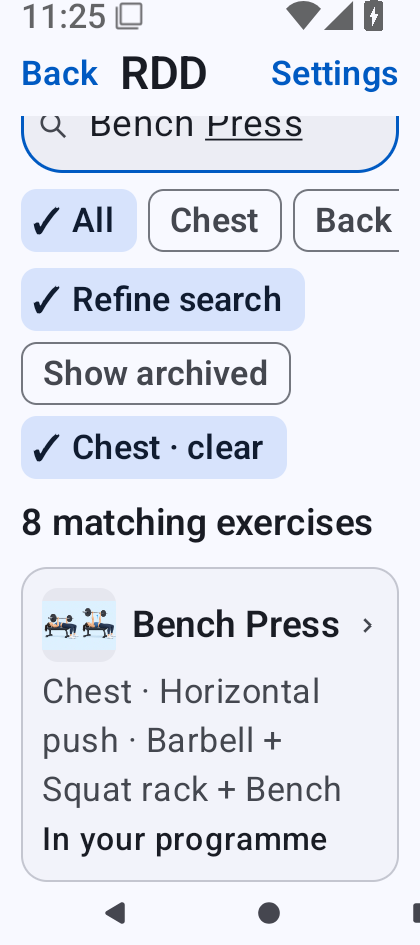 11:25
Back RDD Settings
Bench Press
✓ All Chest Back
✓ Refine search
Show archived
✓ Chest · clear
8 matching exercises
Bench Press ›
Chest · Horizontal
push · Barbell +
Squat rack + Bench
In your programme